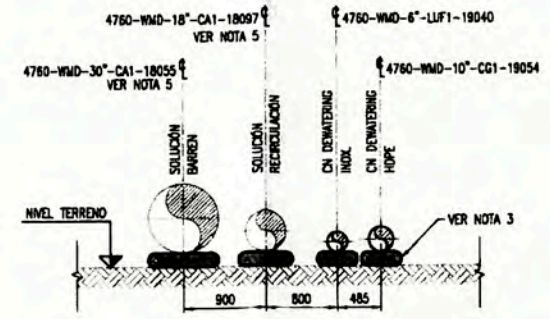 4760-WMD-18"-CA1-18097
VER NOTA 5
4760-WMD-6"-LUF1-19040
4760-WMD-30"-CA1-18055
VER NOTA 5
4760-WMD-10"-CG1-19054
SOLUCIÓN
BARREN
SOLUCIÓN
RECIRCULACIÓN
CN DEWATERING
INOX.
CN DEWATERING
HDPE
NIVEL TERRENO
VER NOTA 3
900
800
485